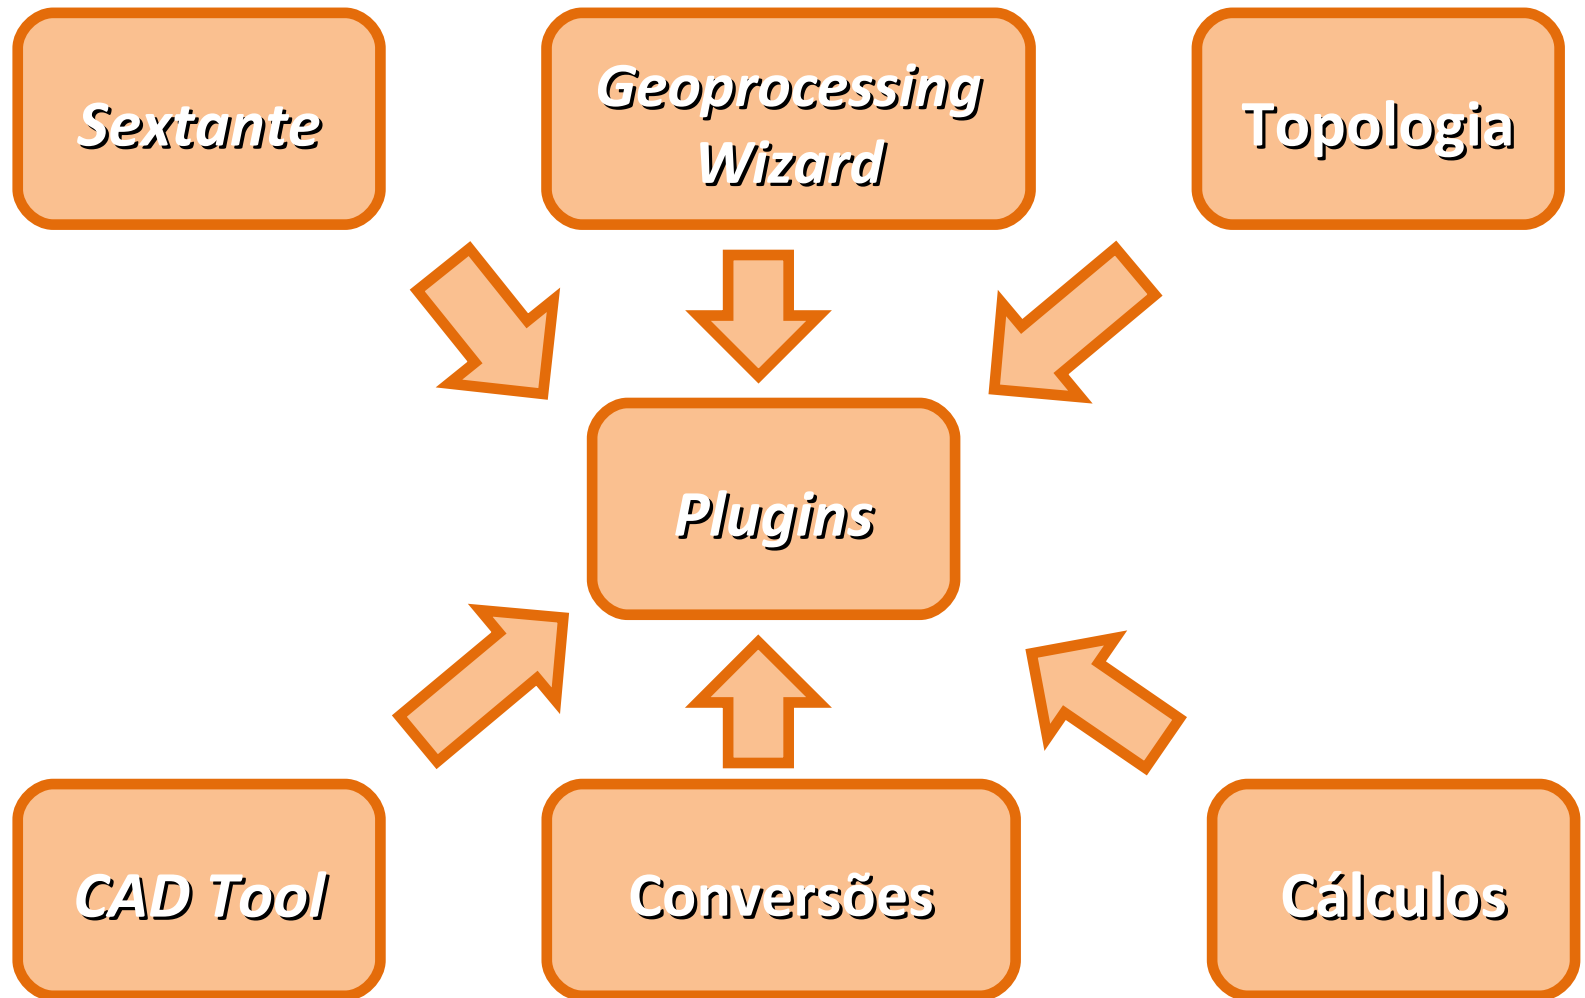 Sextante
Geoprocessing
Wizard
Topologia
Plugins
CAD Tool
Conversões
Cálculos